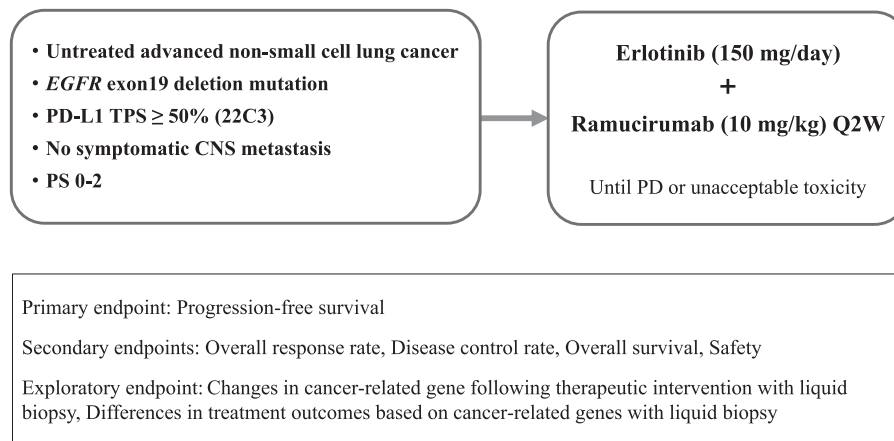 • Untreated advanced non-small cell lung cancer
• EGFR exon19 deletion mutation
• PD-L1 TPS ≥ 50% (22C3)
• No symptomatic CNS metastasis
• PS 0-2
Erlotinib (150 mg/day)
+
Ramucirumab (10 mg/kg) Q2W
Until PD or unacceptable toxicity
Primary endpoint: Progression-free survival
Secondary endpoints: Overall response rate, Disease control rate, Overall survival, Safety
Exploratory endpoint: Changes in cancer-related gene following therapeutic intervention with liquid
biopsy, Differences in treatment outcomes based on cancer-related genes with liquid biopsy